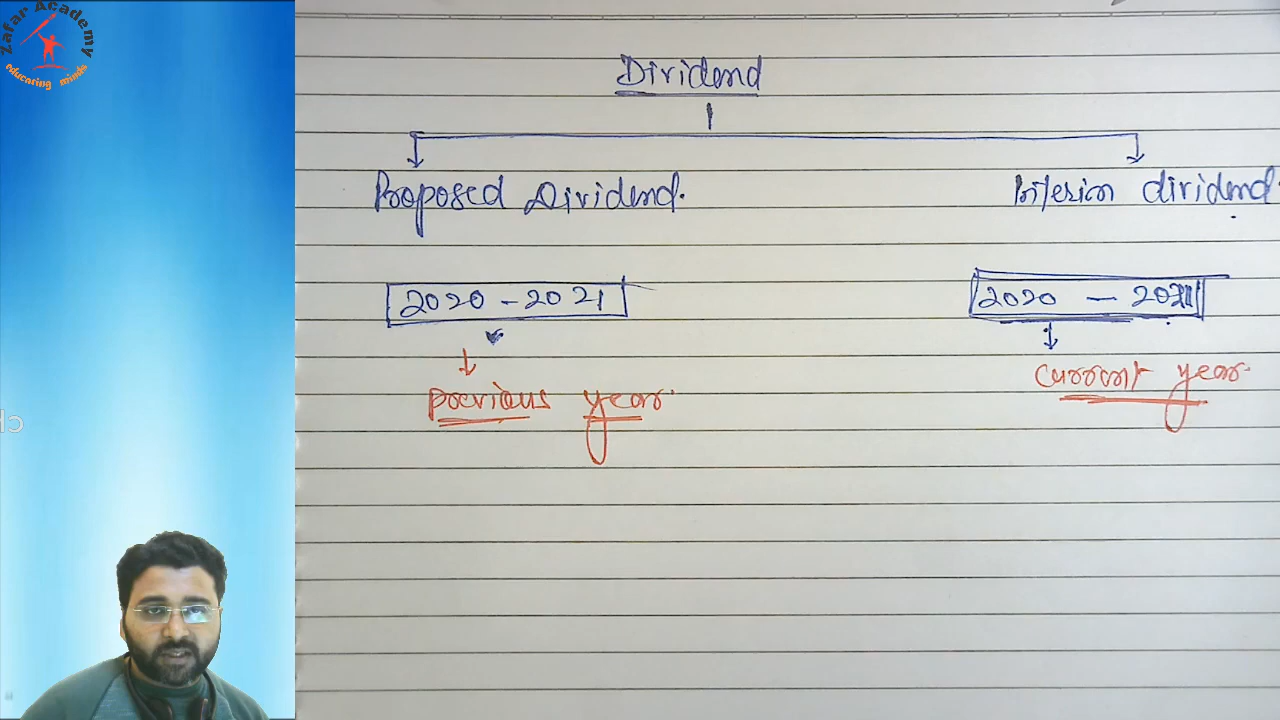 Zafar Academy
educating minds
Dividend
Proposed Dividend.
Interim dividend.
2020 - 2021
2020 — 2021
Previous year.
Current year.